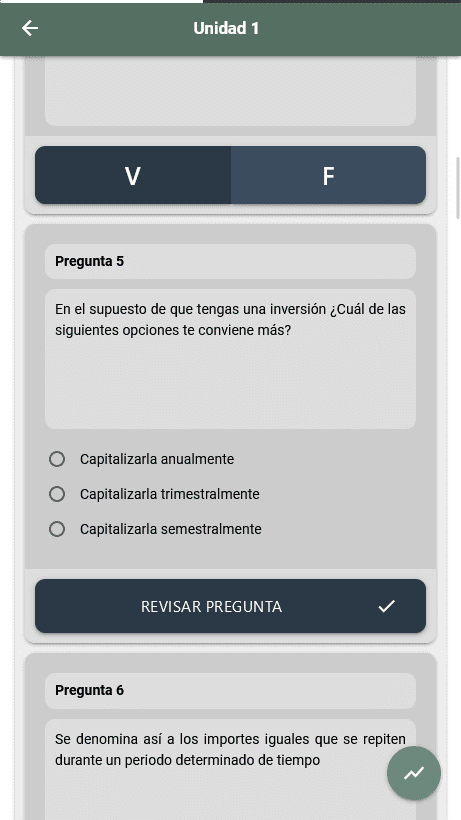 Unidad 1
V F
Pregunta 5
En el supuesto de que tengas una inversión ¿Cuál de las
siguientes opciones te conviene más?
Capitalizarla anualmente
Capitalizarla trimestralmente
Capitalizarla semestralmente
REVISAR PREGUNTA
Pregunta 6
Se denomina así a los importes iguales que se repiten
durante un periodo determinado de tiempo